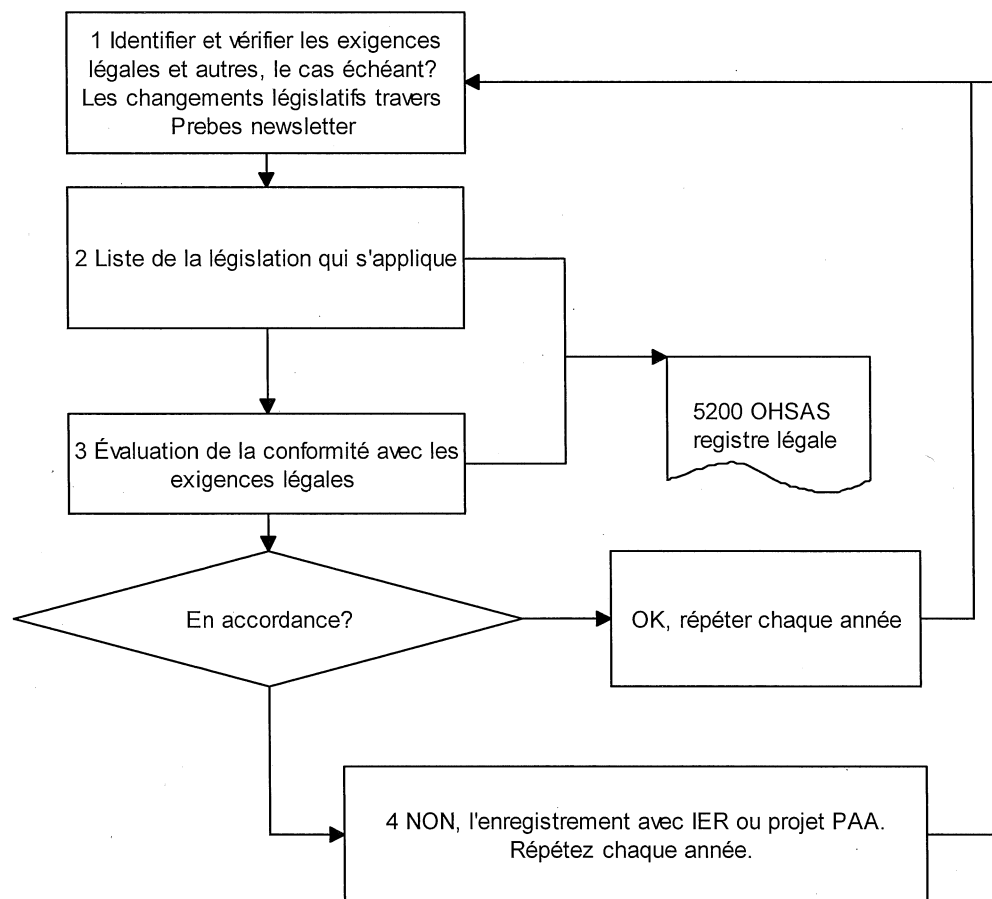 1 Identifier et vérifier les exigences
légales et autres, le cas échéant?
Les changements législatifs travers
Prebes newsletter
2 Liste de la législation qui s'applique
5200 OHSAS
registre légale
3 Évaluation de la conformité avec les
exigences légales
En accordance?
OK, répéter chaque année
4 NON, l'enregistrement avec IER ou projet PAA.
Répétez chaque année.